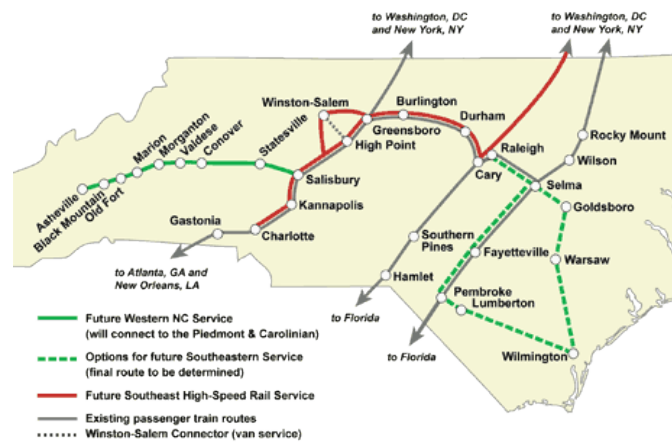 to Washington, DC
and New York, NY
to Washington, DC
and New York, NY
Winston-Salem
Burlington
Durham
Greensboro
High Point
Raleigh
Cary
Rocky Mount
Wilson
Selma
Goldsboro
Statesville
Conover
Valdese
Morganton
Marion
Old Fort
Black Mountain
Asheville
Salisbury
Kannapolis
Gastonia
Charlotte
Southern
Pines
Fayetteville
Warsaw
Hamlet
to Atlanta, GA and
New Orleans, LA
Pembroke
Lumberton
to Florida
to Florida
Wilmington
Future Western NC Service
(will connect to the Piedmont & Carolinian)
Options for future Southeastern Service
(final route to be determined)
Future Southeast High-Speed Rail Service
Existing passenger train routes
Winston-Salem Connector (van service)